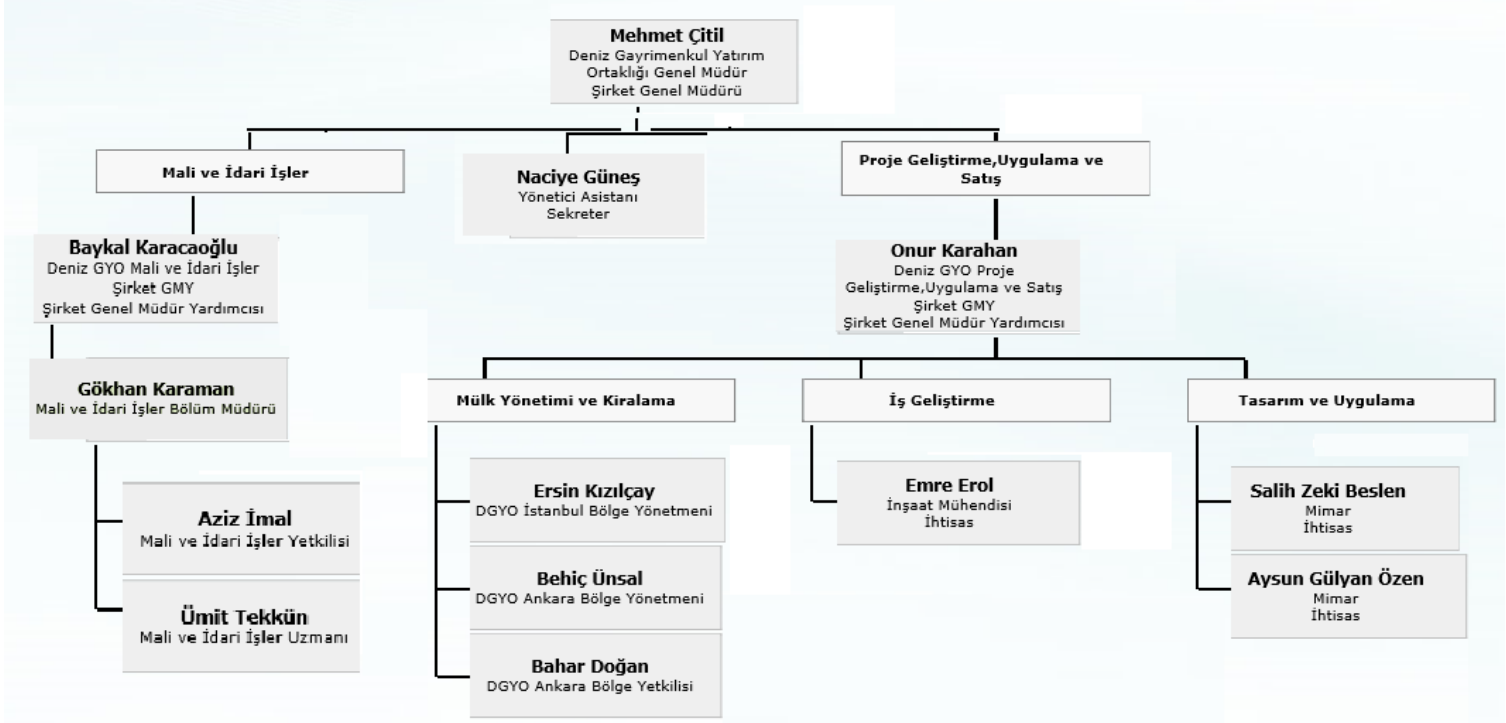 Mehmet Çitil
Deniz Gayrimenkul Yatırım
Ortaklığı Genel Müdür
Şirket Genel Müdürü
Mali ve İdari İşler
Naciye Güneş
Yönetici Asistanı
Sekreter
Proje Geliştirme,Uygulama ve
Satış
Baykal Karacaoğlu
Deniz GYO Mali ve İdari İşler
Şirket GMY
Şirket Genel Müdür Yardımcısı
Onur Karahan
Deniz GYO Proje
Geliştirme,Uygulama ve Satış
Şirket GMY
Şirket Genel Müdür Yardımcısı
Gökhan Karaman
Mali ve İdari İşler Bölüm Müdürü
Mülk Yönetimi ve Kiralama
İş Geliştirme
Tasarım ve Uygulama
Aziz İmal
Mali ve İdari İşler Yetkilisi
Ümit Tekkün
Mali ve İdari İşler Uzmanı
Ersin Kızılçay
DGYO İstanbul Bölge Yönetmeni
Behiç Ünsal
DGYO Ankara Bölge Yönetmeni
Bahar Doğan
DGYO Ankara Bölge Yetkilisi
Emre Erol
İnşaat Mühendisi
İhtisas
Salih Zeki Beslen
Mimar
İhtisas
Aysun Gülyan Özen
Mimar
İhtisas